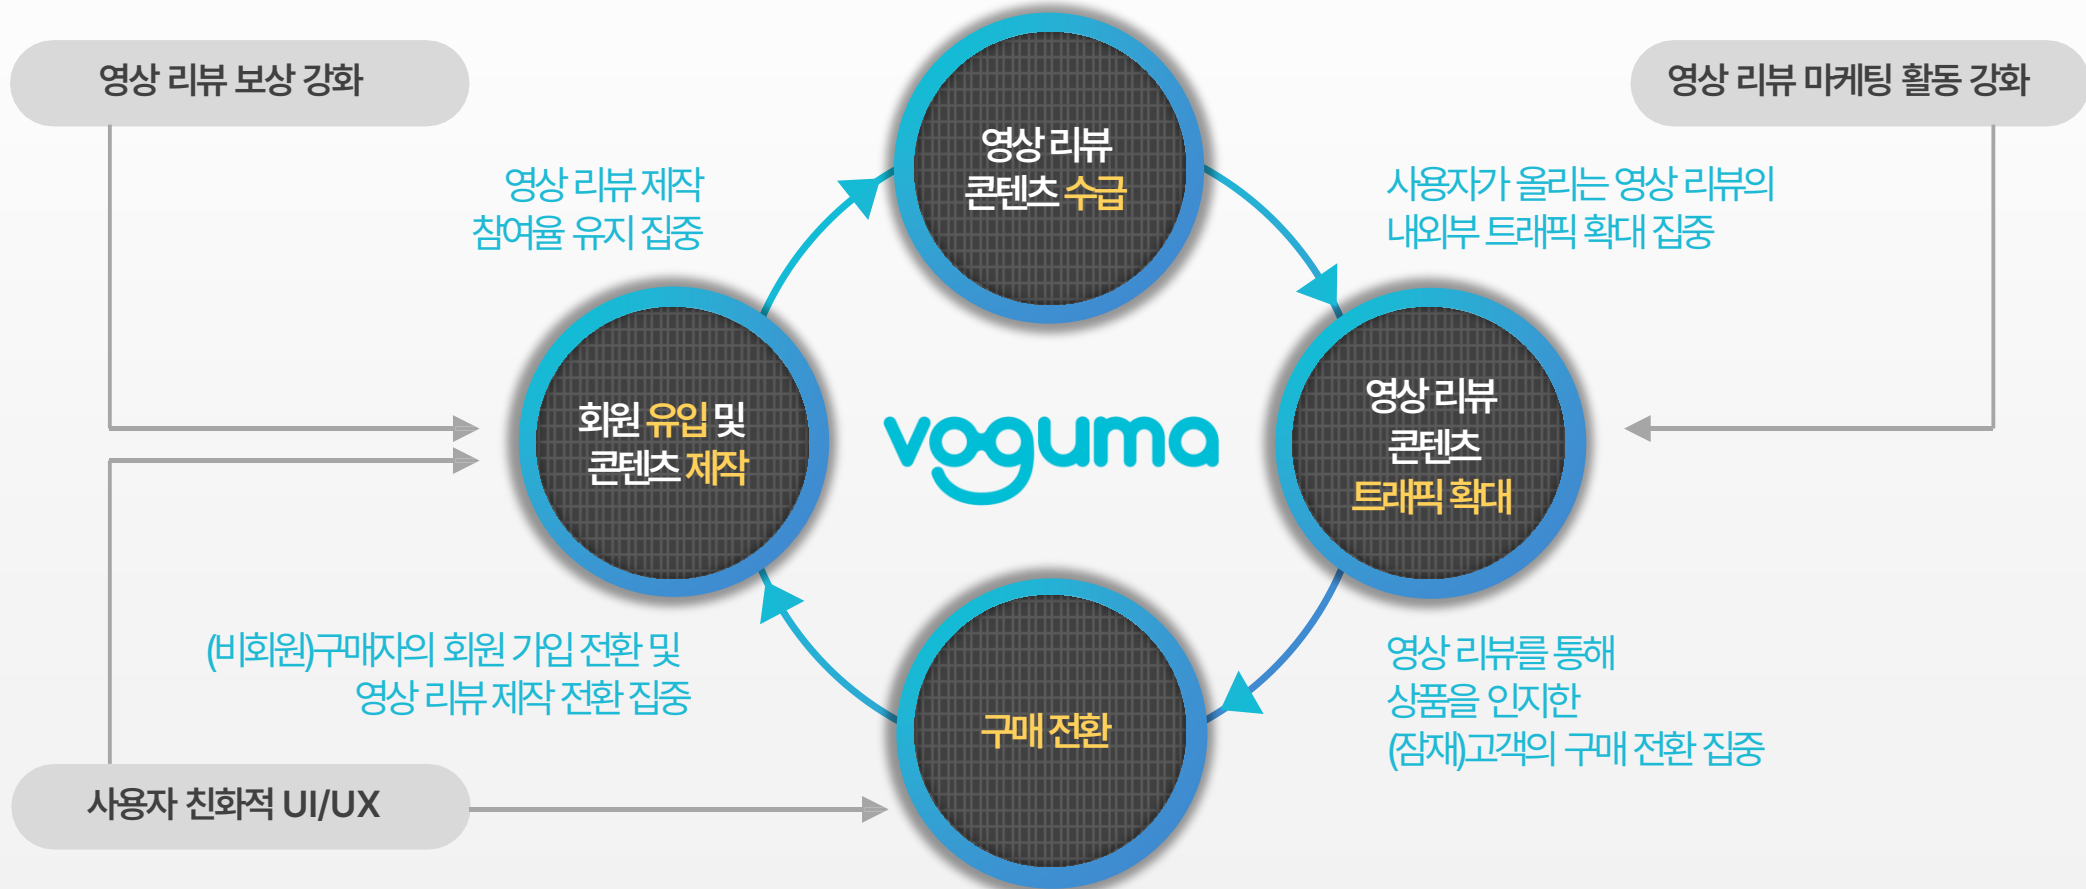 영상 리뷰 보상 강화
영상 리뷰 마케팅 활동 강화
영상 리뷰
콘텐츠 수급
영상 리뷰 제작
참여율 유지 집중
사용자가 올리는 영상 리뷰의
내외부 트래픽 확대 집중
회원 유입 및
콘텐츠 제작
voguma
영상 리뷰
콘텐츠
트래픽 확대
(비회원)구매자의 회원 가입 전환 및
영상 리뷰 제작 전환 집중
영상 리뷰를 통해
상품을 인지한
(잠재)고객의 구매 전환 집중
구매 전환
사용자 친화적 UI/UX